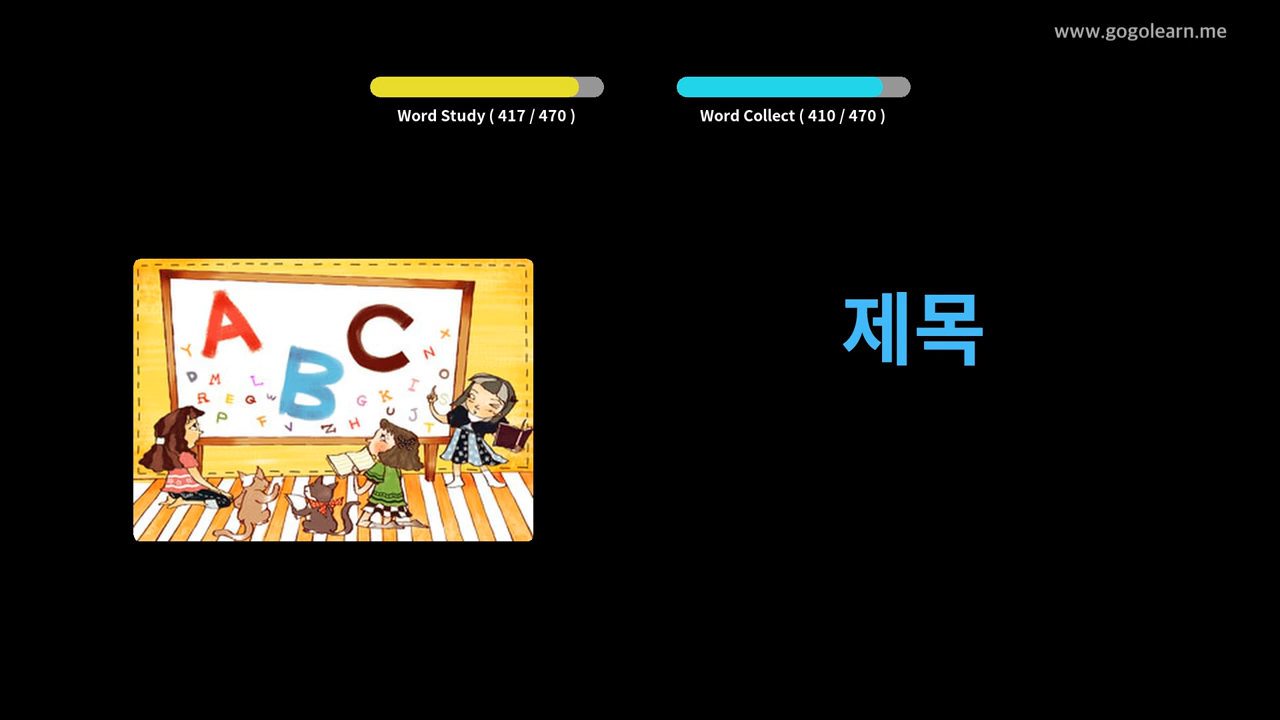 www.gogolearn.me
Word Study ( 417 / 470 )
Word Collect ( 410 / 470 )
A
B
C
X
Y
N
D
M
L
O
R
E
Q
W
G
K
I
S
P
F
V
Z
H
U
J
T
제목